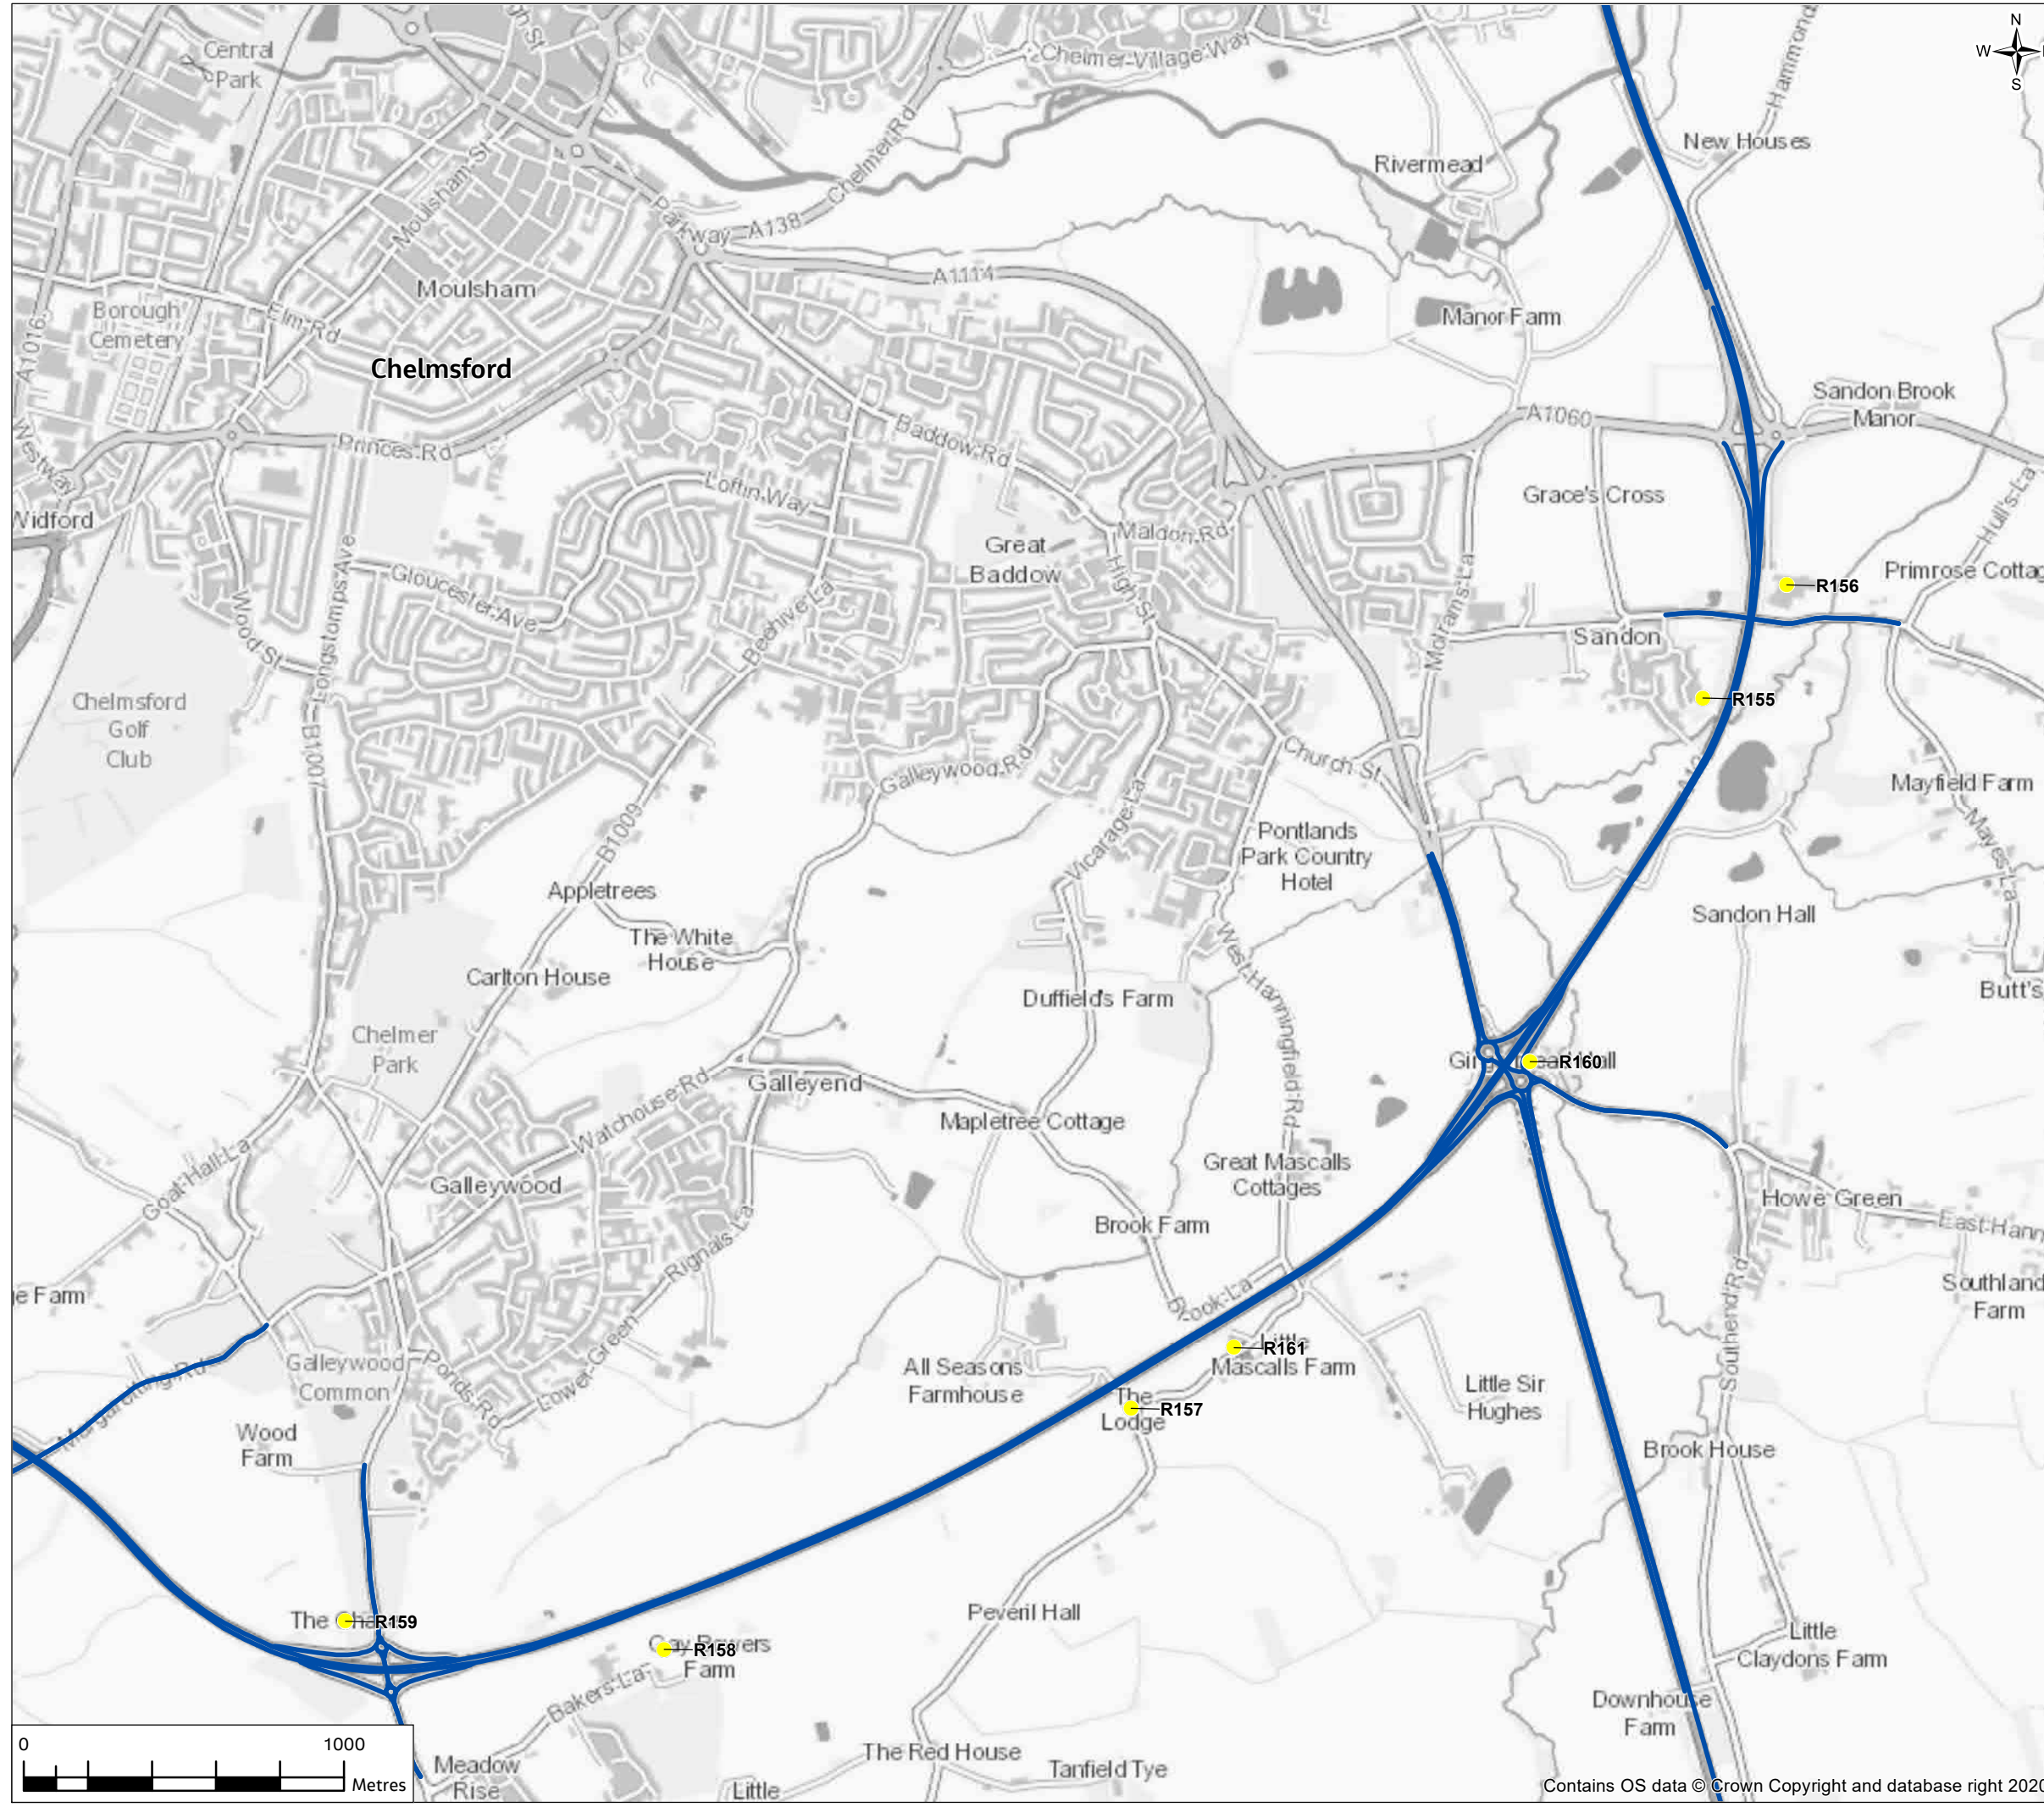 Central
Park
Chelmer Village Way
Hammond
N
W
S
New Houses
Rivermead
Chelmer Rd
Moulsham St
Parkway
A138
A1114
Moulsham
Borough
Cemetery
Elm Rd
A1016
Manor Farm
Chelmsford
Sandon Brook
Manor
A1060
Baddow Rd
Princes Rd
Westway
Widford
Loftin Way
Grace's Cross
Hull's La
Maldon Rd
Great
Baddow
High St
Primrose Cottag
R156
Gloucester Ave
Longstomps Ave
Wood St
Beehive La
Molrams La
Sandon
R155
Chelmsford
Golf
Club
B1007
Church St
Galleywood Rd
Mayfield Farm
Vicarage La
Mayes La
B1009
Pontlands
Park Country
Hotel
Appletrees
Sandon Hall
The White
House
Carlton House
West Hanningfield Rd
Duffield's Farm
Butt's
Chelmer
Park
R160
Galleyend
Watchouse Rd
Mapletree Cottage
Goat Hall La
Great Mascalls
Cottages
Galleywood
Howe Green
East Hann
Brook Farm
Rignals La
Brook La
Southend Rd
Southland
Farm
e Farm
R161
Little
Mascalls Farm
Galleywood
Common
Ponds Rd
Lower Green
All Seasons
Farmhouse
Margaretting Rd
The
Lodge
R157
Little Sir
Hughes
Wood
Farm
Brook House
Peveril Hall
R159
R158
Gay Bowers
Farm
Little
Claydons Farm
Bakers La
Downhouse
Farm
0 1000
Metres
Meadow
Rise
The Red House
Tanfield Tye
Little
Contains OS data © Crown Copyright and database right 2020